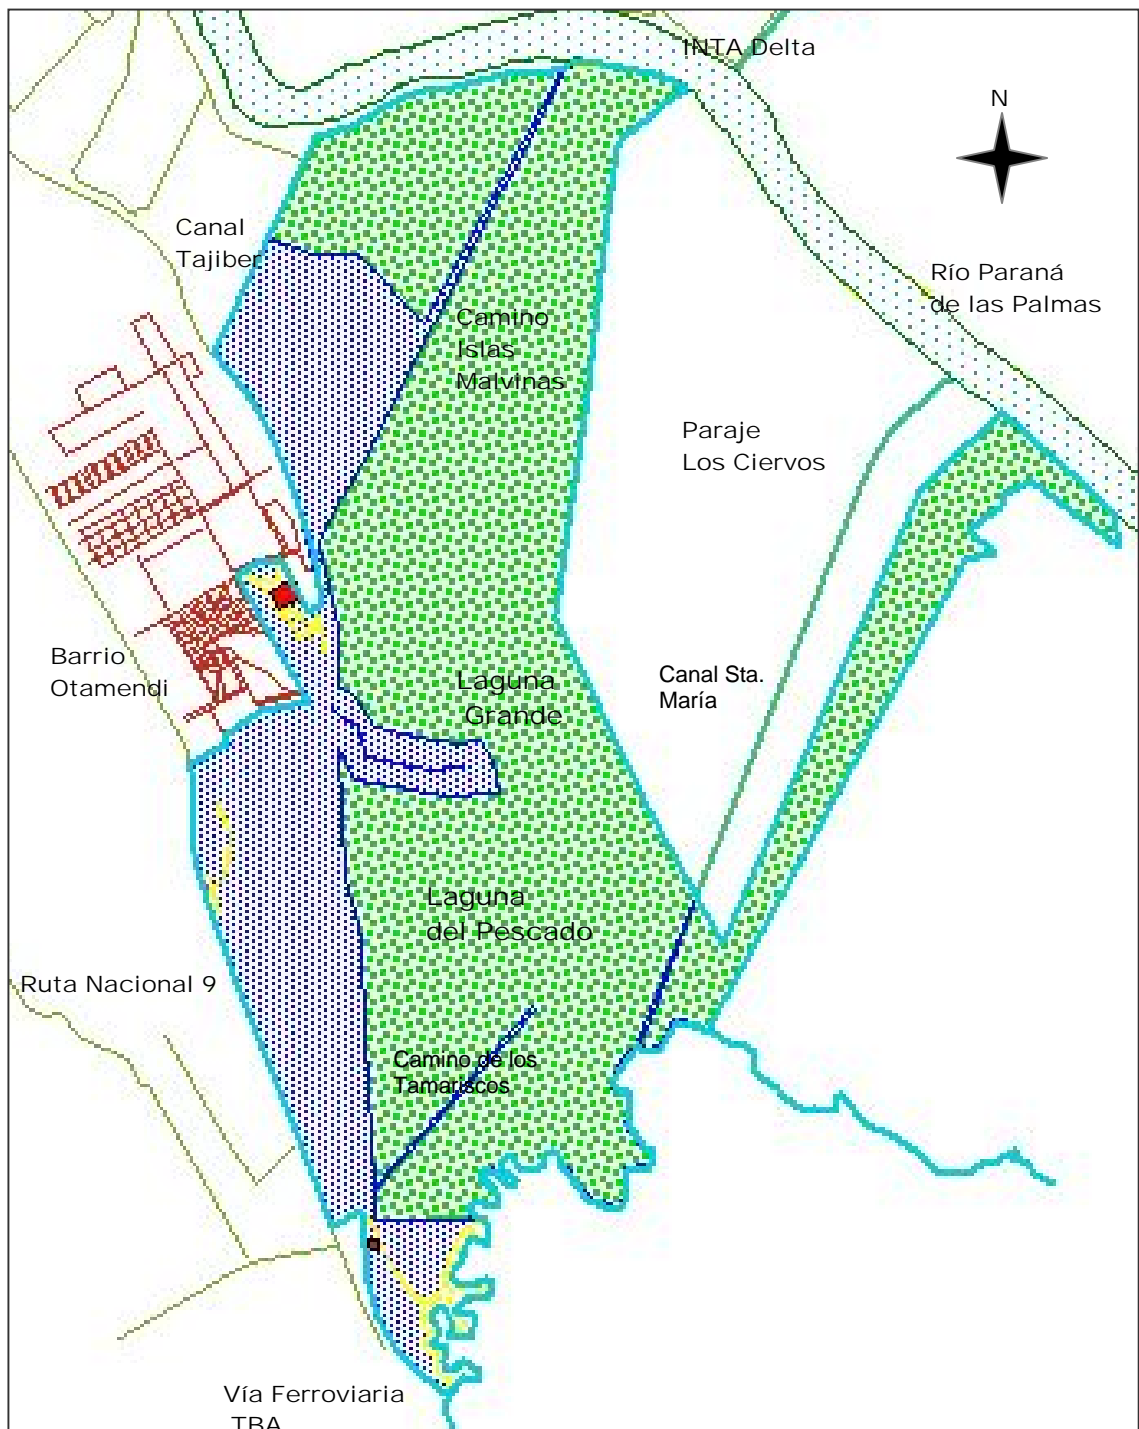 INTA Delta
N
Canal
Tajiber
Río Paraná
de las Palmas
Camino
Islas
Malvinas
Paraje
Los Ciervos
Barrio
Otamendi
Laguna
Grande
Canal Sta.
María
Laguna
del Pescado
Ruta Nacional 9
Camino de los
Tamariscos
Vía Ferroviaria
TBA